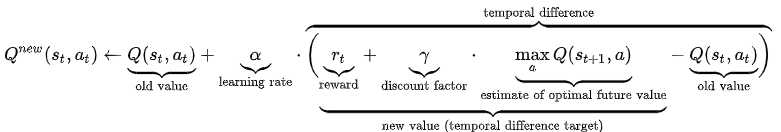 temporal difference
Q^{new}(s_t, a_t) ← Q(s_t, a_t) + α · ( r_t + γ · max_a Q(s_{t+1}, a) − Q(s_t, a_t) )
old value learning rate reward discount factor estimate of optimal future value old value
new value (temporal difference target)